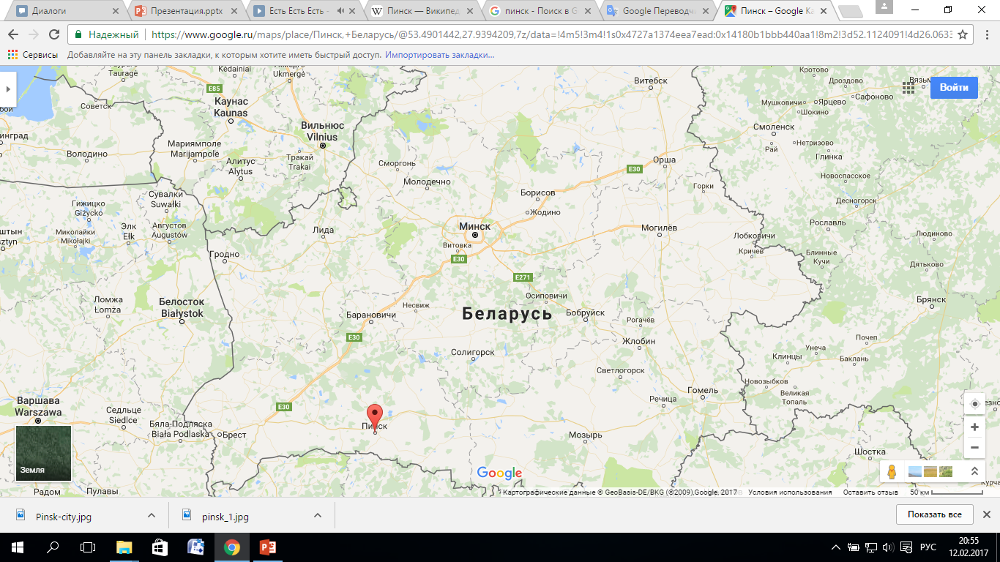 Диалоги
Презентация.pptx
Есть Есть Есть -
Пинск — Википед
пинск - Поиск в G
Google Переводч
Пинск – Google Ка
Надежный
https://www.google.ru/maps/place/Пинск,+Беларусь/@53.4901442,27.9394209,7z/data=!4m5!3m4!1s0x4727a1374eea7ead:0x14180b1bbb440aa1!8m2!3d52.1124091!4d26.063
Сервисы
Добавляйте на эту панель закладки, к которым хотите иметь быстрый доступ. Импортировать закладки...
Tauragė
Kėdainiai
Укмерге
Ukmergė
Витебск
Кротово
Дроздово
Вязьм
Войти
E85
Каунас
Kaunas
Советск
Мушковичи
Ярцево
Сафоново
Шокино
Вильнюс
Vilnius
Смоленск
инград
Володино
Мариямполе
Marijampolė
Нетризово
Рай
Глинка
Тракай
Trakai
Алитус
Alytus
Сморгонь
Орша
E30
Молодечно
Горки
Новоспасское
Сувалки
Suwałki
Борисов
Десногорск
Гижицко
Giżycko
Жодино
Элк
Ełk
Августов
Augustów
Минск
Лида
Могилёв
Рославль
Миколайки
Mikołajki
штын
sztyn
Лобковичи
Людиново
Витовка
Кричев
Гродно
E30
Блинные
Кучи
Дятьково
E271
Ломжа
Łomża
Белосток
Białystok
Несвиж
Осиповичи
Брянск
Барановичи
Беларусь
Бобруйск
Рогачёв
E30
Жлобин
Почеп
Солигорск
Унеча
Клинцы
Баклань
Светлогорск
Новозыбков
Варшава
Warszawa
E30
Речица
Гомель
Великая
Топаль
Седльце
Siedlce
Бяла-Подляска
Biała Podlaska
Брест
Пинск
Мозырь
Шостка
Земля
Google
Радом
Пулавы
Курча
Картографические данные © GeoBasis-DE/BKG (©2009),Google, 2017
Условия использования
Оставить отзыв
50 км
Pinsk-city.jpg
pinsk_1.jpg
Показать все
РУС
20:55
12.02.2017